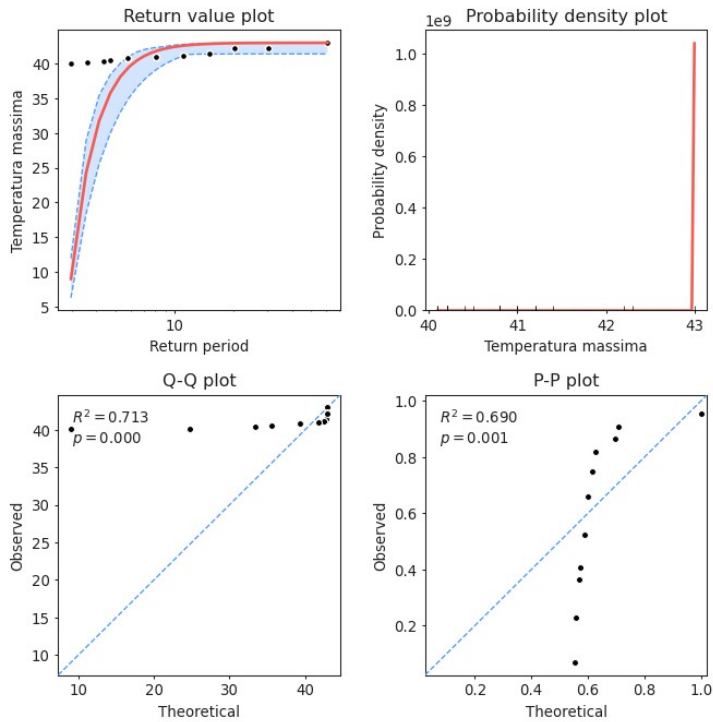 Return value plot
Temperatura massima
40
35
30
25
20
15
10
5
10
Return period
Probability density plot
1e9
Probability density
1.0
0.8
0.6
0.4
0.2
0.0
40
41
42
43
Temperatura massima
Q-Q plot
R² = 0.713
p = 0.000
Observed
40
35
30
25
20
15
10
10
20
30
40
Theoretical
P-P plot
R² = 0.690
p = 0.001
Observed
1.0
0.8
0.6
0.4
0.2
0.2
0.4
0.6
0.8
1.0
Theoretical